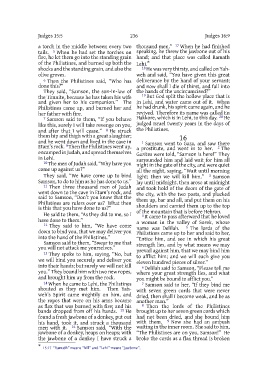 Judges 15:5 236 Judges 16:9
a torch in the middle between every two
tails. 5 When he had set the torches on
fire, he let them go into the standing grain
of the Philistines, and burned up both the
shocks and the standing grain, and also the
olive groves.
6 Then the Philistines said, "Who has
done this?"
They said, "Samson, the son-in-law of
the Timnite, because he has taken his wife
and given her to his companion." The
Philistines came up, and burned her and
her father with fire.
7 Samson said to them, "If you behave
like this, surely I will take revenge on you,
and after that I will cease." 8 He struck
them hip and thigh with a great slaughter;
and he went down and lived in the cave in
Etam's rock. 9 Then the Philistines went up,
encamped in Judah, and spread themselves
in Lehi.
10 The men of Judah said, "Why have you
come up against us?"
They said, "We have come up to bind
Samson, to do to him as he has done to us."
11 Then three thousand men of Judah
went down to the cave in Etam's rock, and
said to Samson, "Don't you know that the
Philistines are rulers over us? What then
is this that you have done to us?"
He said to them, "As they did to me, so I
have done to them."
12 They said to him, "We have come
down to bind you, that we may deliver you
into the hand of the Philistines."
Samson said to them, "Swear to me that
you will not attack me yourselves."
13 They spoke to him, saying, "No, but
we will bind you securely and deliver you
into their hands; but surely we will not kill
you." They bound him with two new ropes,
and brought him up from the rock.
14 When he came to Lehi, the Philistines
shouted as they met him. Then
the ropes that were on his arms became
as flax that was burned with fire; and his
bands dropped from off his hands. 15 He
found a fresh jawbone of a donkey, put out
his hand, took it, and struck a thousand
men with it. 16 Samson said, "With the
jawbone of a donkey, heaps on heaps; with
the jawbone of a donkey I have struck a
thousand men." 17 When he had finished
speaking, he threw the jawbone out of his
hand; and that place was called Ramath
Lehi.
18 He was very thirsty, and called on Yahweh
and said, "You have given this great
deliverance by the hand of your servant;
and now shall I die of thirst, and fall into
the hands of the uncircumcised?"
19 But God split the hollow place that is
in Lehi, and water came out of it. When
he had drunk, his spirit came again, and he
revived. Therefore its name was called En
Hakkore, which is in Lehi, to this day. 20 He
judged Israel twenty years in the days of
the Philistines.
16
1 Samson went to Gaza, and saw there
a prostitute, and went in to her. 2 The
Gazites were told, "Samson is here!" They
surrounded him and laid wait for him all
night in the gate of the city, and were quiet
all the night, saying, "Wait until morning
light; then we will kill him." 3 Samson
lay until midnight, then arose at midnight
and took hold of the doors of the gate of
the city, with the two posts, and plucked
them up, bar and all, and put them on his
shoulders and carried them up to the top
of the mountain that is before Hebron.
4 It came to pass afterward that he loved
a woman in the valley of Sorek, whose
name was Delilah. 5 The lords of the
Philistines came up to her and said to her,
"Entice him, and see in which his great
strength lies, and by what means we may
prevail against him, that we may bind him
to afflict him; and we will each give you
eleven hundred pieces of silver."
6 Delilah said to Samson, "Please tell me
where your great strength lies, and what
you might be bound to afflict you."
7 Samson said to her, "If they bind me
with seven green cords that were never
dried, then shall I become weak, and be as
another man."
8 Then the lords of the Philistines
brought up to her seven green cords which
had not been dried, and she bound him
with them. 9 Now she had an ambush
waiting in the inner room. She said to him,
"The Philistines are on you, Samson!" He
broke the cords as a flax thread is broken